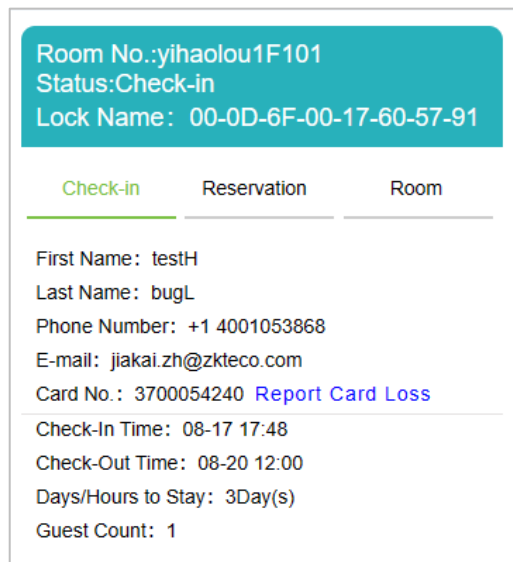 Room No.:yihaolou1F101
Status:Check-in
Lock Name：00-0D-6F-00-17-60-57-91
Check-in Reservation Room
First Name：testH
Last Name：bugL
Phone Number：+1 4001053868
E-mail：jiakai.zh@zkteco.com
Card No.：3700054240 Report Card Loss
Check-In Time：08-17 17:48
Check-Out Time：08-20 12:00
Days/Hours to Stay：3Day(s)
Guest Count：1